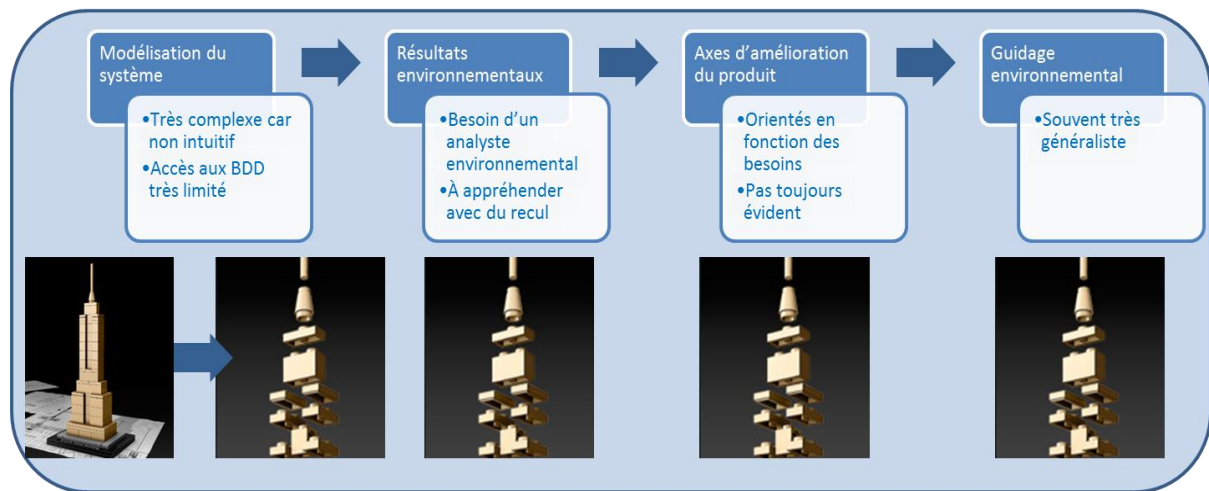 Modélisation du
système
•Très complexe car
non intuitif
•Accès aux BDD
très limité
Résultats
environnementaux
•Besoin d’un
analyste
environnemental
•À appréhender
avec du recul
Axes d’amélioration
du produit
•Orientés en
fonction des
besoins
•Pas toujours
évident
Guidage
environnemental
•Souvent très
généraliste